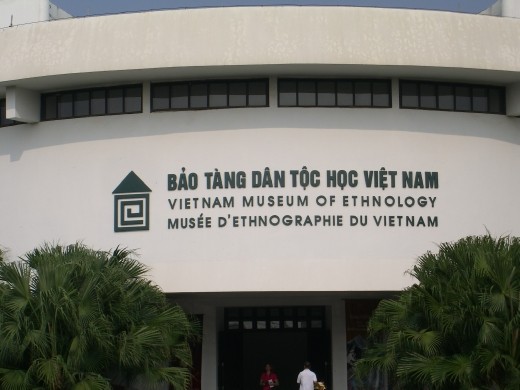 BẢO TÀNG DÂN TỘC HỌC VIỆT NAM
VIETNAM MUSEUM OF ETHNOLOGY
MUSÉE D'ETHNOGRAPHIE DU VIETNAM